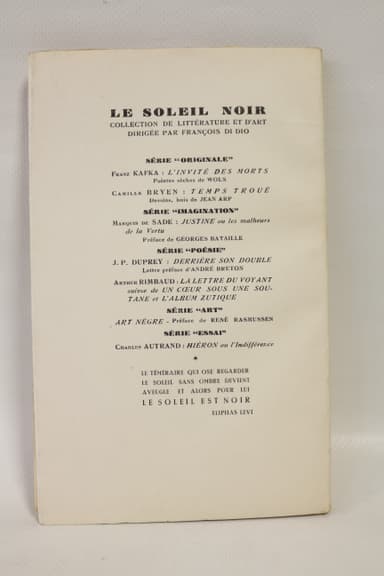 LE SOLEIL NOIR
COLLECTION DE LITTÉRATURE ET D'ART
DIRIGÉE PAR FRANÇOIS DI DIO
SÉRIE "ORIGINALE"
FRANZ KAFKA : L'INVITÉ DES MORTS
Pointes sèches de WOLS
CAMILLE BRYEN : TEMPS TROUÉ
Dessins, bois de JEAN ARP
SÉRIE "IMAGINATION"
MARQUIS DE SADE : JUSTINE ou les malheurs
de la Vertu
Préface de GEORGES BATAILLE
SÉRIE "POÉSIE"
J. P. DUPREY : DERRIÈRE SON DOUBLE
Lettre préface d'ANDRÉ BRETON
ARTHUR RIMBAUD : LA LETTRE DU VOYANT
suivie de UN CŒUR SOUS UNE SOU-
TANE et L'ALBUM ZUTIQUE
SÉRIE "ART"
ART NÈGRE - Préface de RENÉ RASMUSSEN
SÉRIE "ESSAI"
CHARLES AUTRAND : HIÉRON ou l'Indifférence
*
LE TÉMÉRAIRE QUI OSE REGARDER
LE SOLEIL SANS OMBRE DEVIENT
AVEUGLE ET ALORS POUR LUI
LE SOLEIL EST NOIR
ELIPHAS LEVI